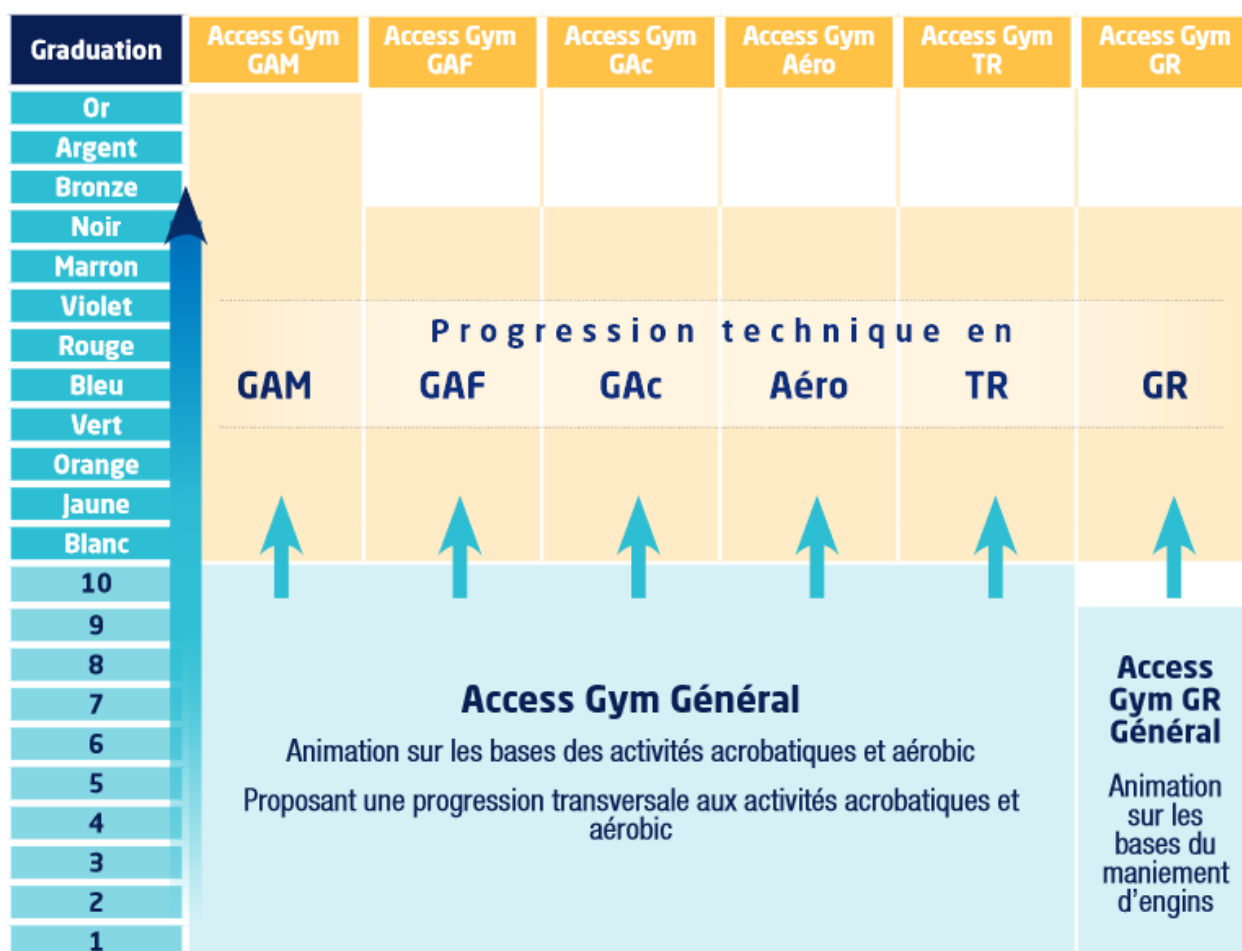 Graduation
Access Gym
GAM
Access Gym
GAF
Access Gym
GAc
Access Gym
Aéro
Access Gym
TR
Access Gym
GR
Or
Argent
Bronze
Noir
Marron
Violet
Rouge
Bleu
Vert
Orange
Jaune
Blanc
10
9
8
7
6
5
4
3
2
1
Progression technique en
GAM
GAF
GAc
Aéro
TR
GR
Access Gym Général
Animation sur les bases des activités acrobatiques et aérobic
Proposant une progression transversale aux activités acrobatiques et
aérobic
Access
Gym GR
Général
Animation
sur les
bases du
maniement
d'engins